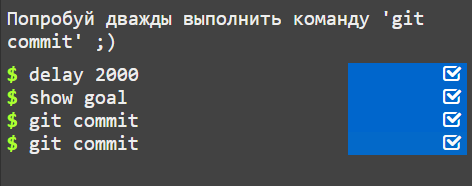 Попробуй дважды выполнить команду 'git
commit' ;)
$ delay 2000
$ show goal
$ git commit
$ git commit